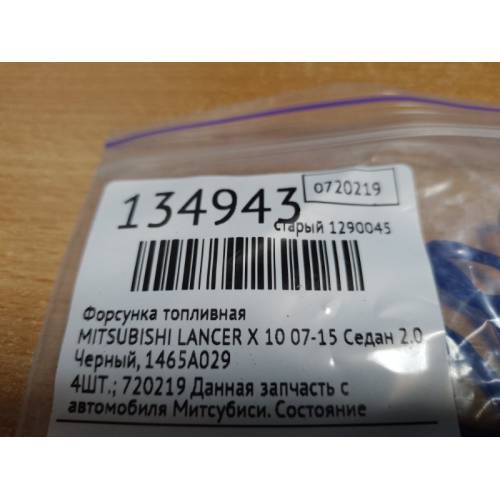 134943
o720219
старый 1290045
Форсунка топливная
MITSUBISHI LANCER X 10 07-15 Седан 2.0
Черный, 1465A029
4ШТ.; 720219 Данная запчасть с
автомобиля Митсубиси. Состояние